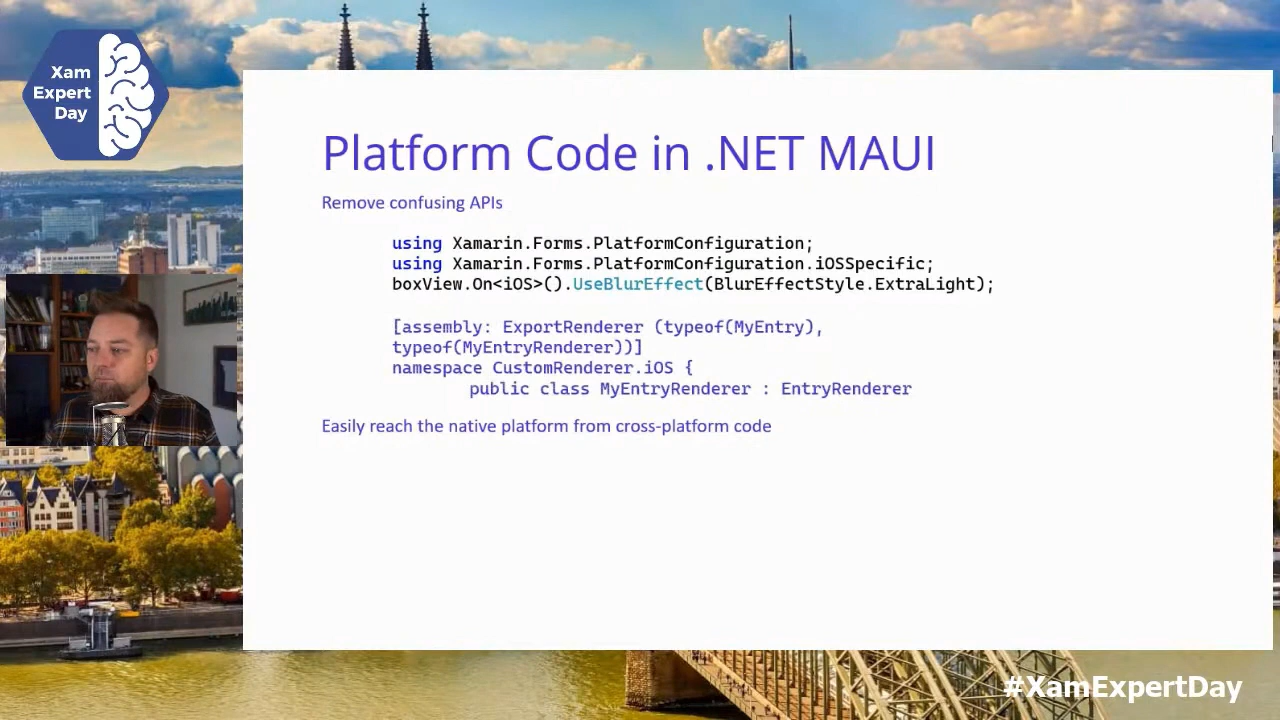 Xam
Expert
Day
Platform Code in .NET MAUI
Remove confusing APIs
using Xamarin.Forms.PlatformConfiguration;
using Xamarin.Forms.PlatformConfiguration.iOSSpecific;
boxView.On<iOS>().UseBlurEffect(BlurEffectStyle.ExtraLight);
[assembly: ExportRenderer (typeof(MyEntry),
typeof(MyEntryRenderer))]
namespace CustomRenderer.iOS {
public class MyEntryRenderer : EntryRenderer
Easily reach the native platform from cross-platform code
#XamExpertDay